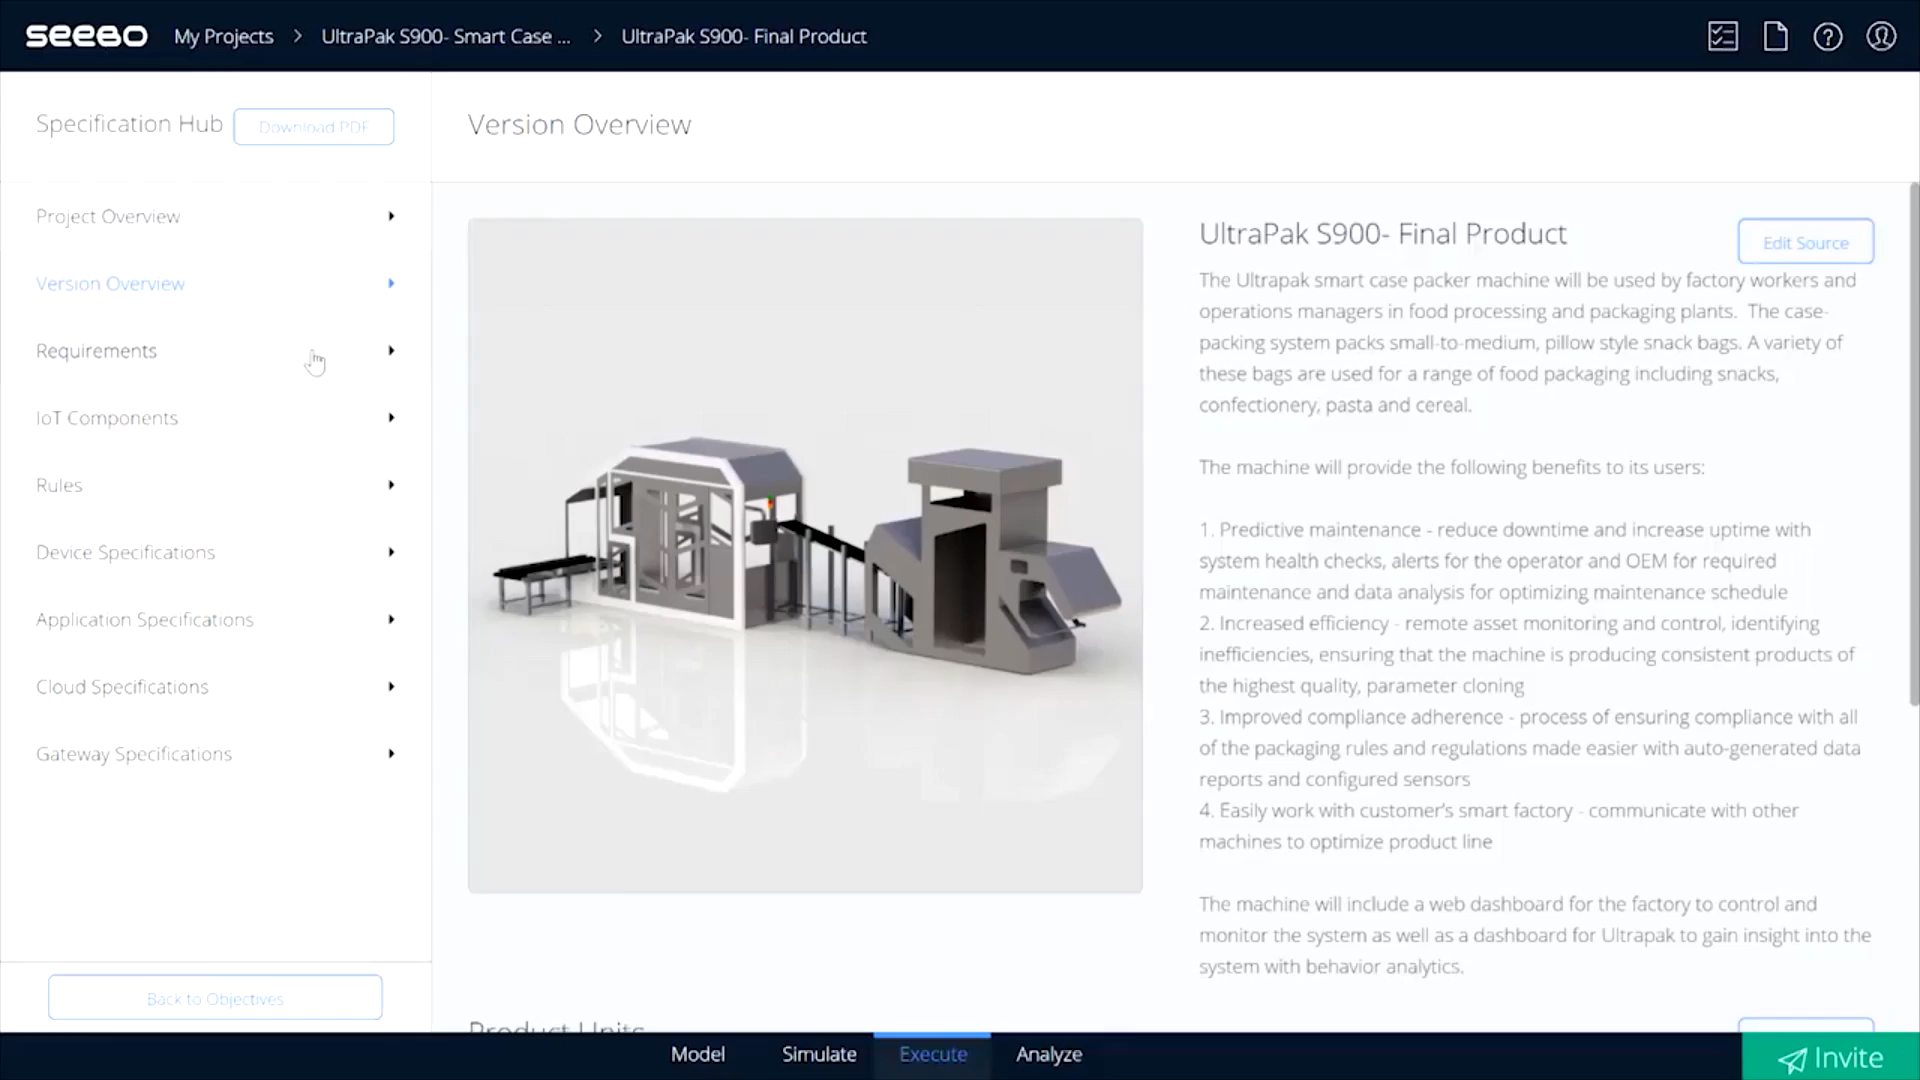 SEEBO
My Projects > UltraPak S900- Smart Case ... > UltraPak S900- Final Product
Specification Hub
Download PDF
Project Overview
Version Overview
Requirements
IoT Components
Rules
Device Specifications
Application Specifications
Cloud Specifications
Gateway Specifications
Back to Objectives
Version Overview
UltraPak S900- Final Product
Edit Source
The Ultrapak smart case packer machine will be used by factory workers and
operations managers in food processing and packaging plants. The case-
packing system packs small-to-medium, pillow style snack bags. A variety of
these bags are used for a range of food packaging including snacks,
confectionery, pasta and cereal.
The machine will provide the following benefits to its users:
1. Predictive maintenance - reduce downtime and increase uptime with
system health checks, alerts for the operator and OEM for required
maintenance and data analysis for optimizing maintenance schedule
2. Increased efficiency - remote asset monitoring and control, identifying
inefficiencies, ensuring that the machine is producing consistent products of
the highest quality, parameter cloning
3. Improved compliance adherence - process of ensuring compliance with all
of the packaging rules and regulations made easier with auto-generated data
reports and configured sensors
4. Easily work with customer's smart factory - communicate with other
machines to optimize product line
The machine will include a web dashboard for the factory to control and
monitor the system as well as a dashboard for Ultrapak to gain insight into the
system with behavior analytics.
Product Units
Model
Simulate
Execute
Analyze
Invite